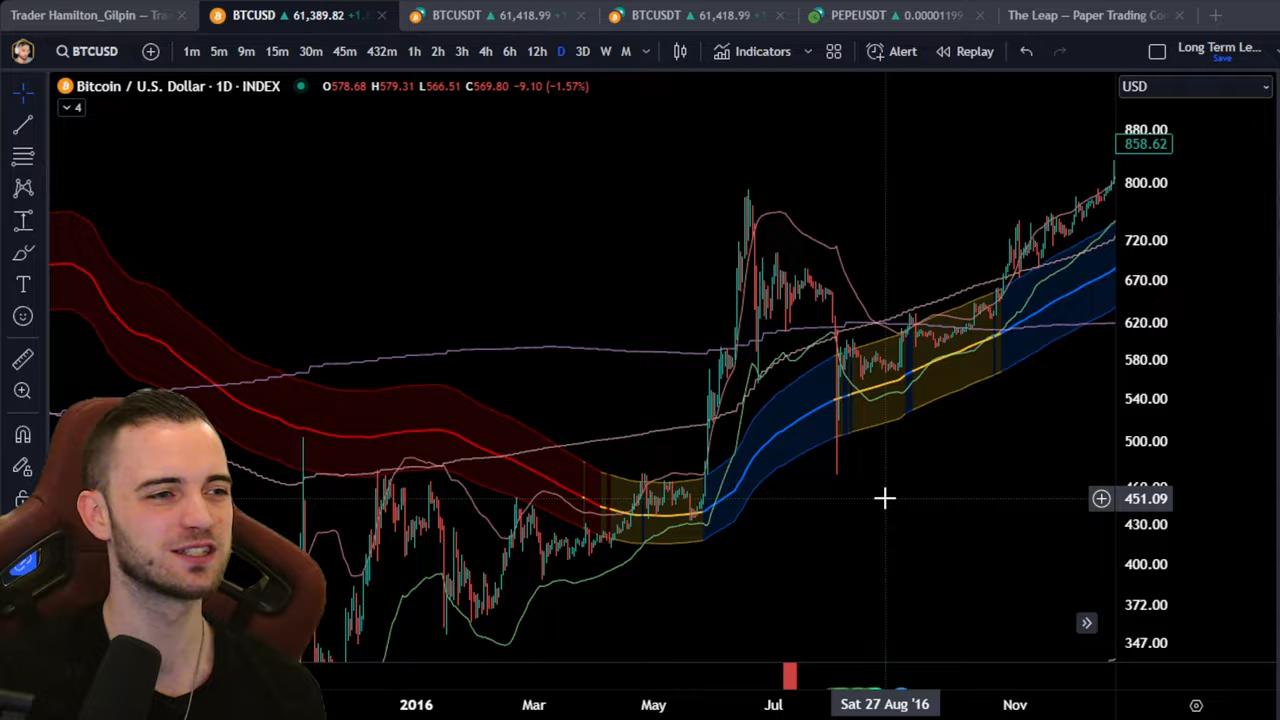 Trader Hamilton_Gilpin — Tra
BTCUSD ▲ 61,389.82 +1.
BTCUSDT ▲ 61,418.99 +
BTCUSDT ▲ 61,418.99 +
PEPEUSDT ▲ 0.00001199
The Leap — Paper Trading Co
BTCUSD
1m 5m 9m 15m 30m 45m 432m 1h 2h 3h 4h 6h 12h D 3D W M
Indicators
Alert
Replay
Long Term Le...
Save
Bitcoin / U.S. Dollar · 1D · INDEX
O578.68 H579.31 L566.51 C569.80 −9.10 (−1.57%)
USD
4
880.00
858.62
800.00
720.00
670.00
620.00
580.00
540.00
500.00
451.09
430.00
400.00
372.00
347.00
2016 Mar May Jul Sat 27 Aug '16 Nov